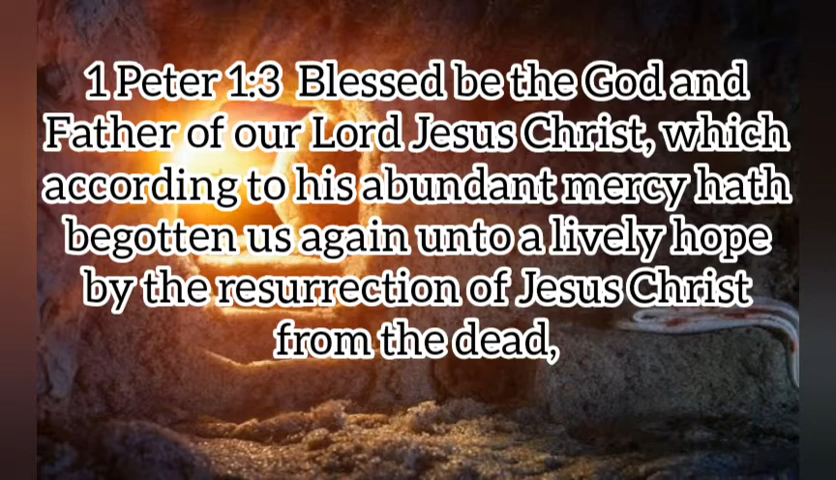 1 Peter 1:3 Blessed be the God and
Father of our Lord Jesus Christ, which
according to his abundant mercy hath
begotten us again unto a lively hope
by the resurrection of Jesus Christ
from the dead,